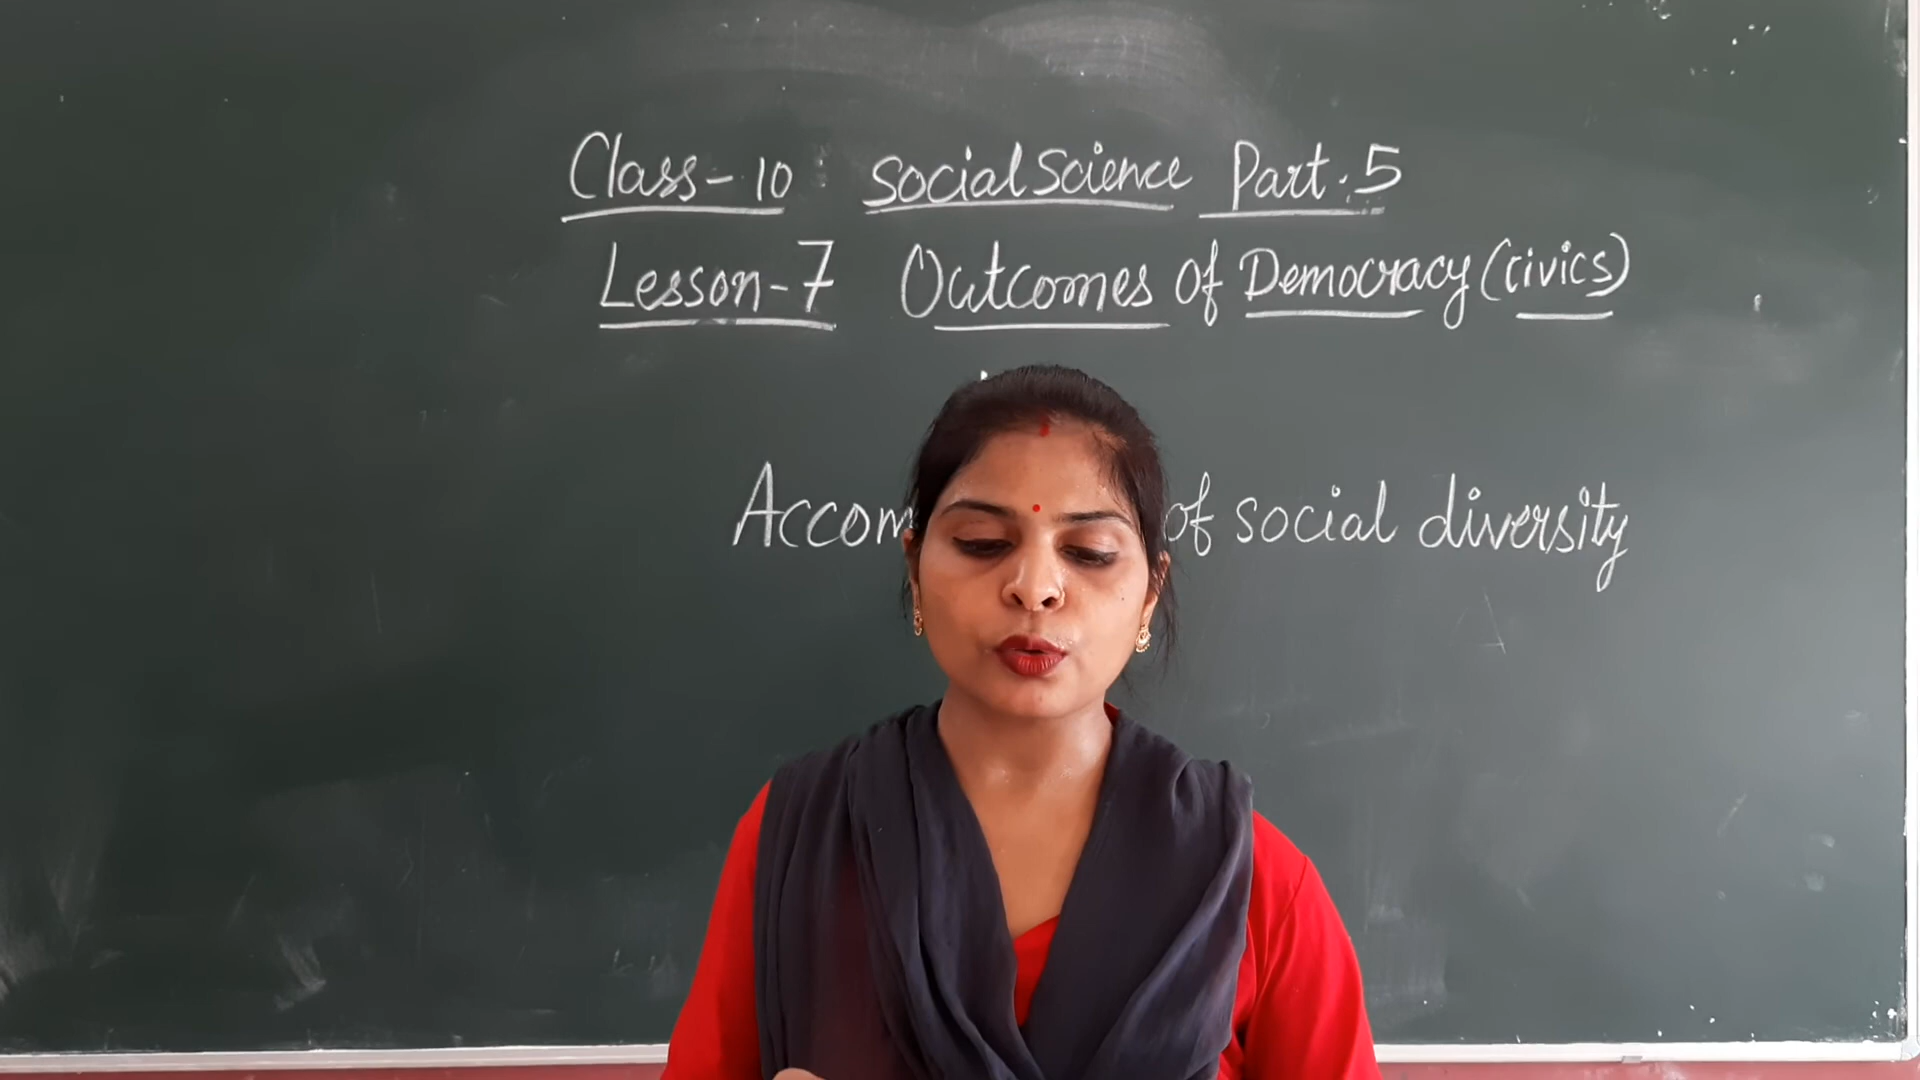 Class-10 : Social Science Part.5
Lesson-7 Outcomes of Democracy (civics)
Accom of social diversity